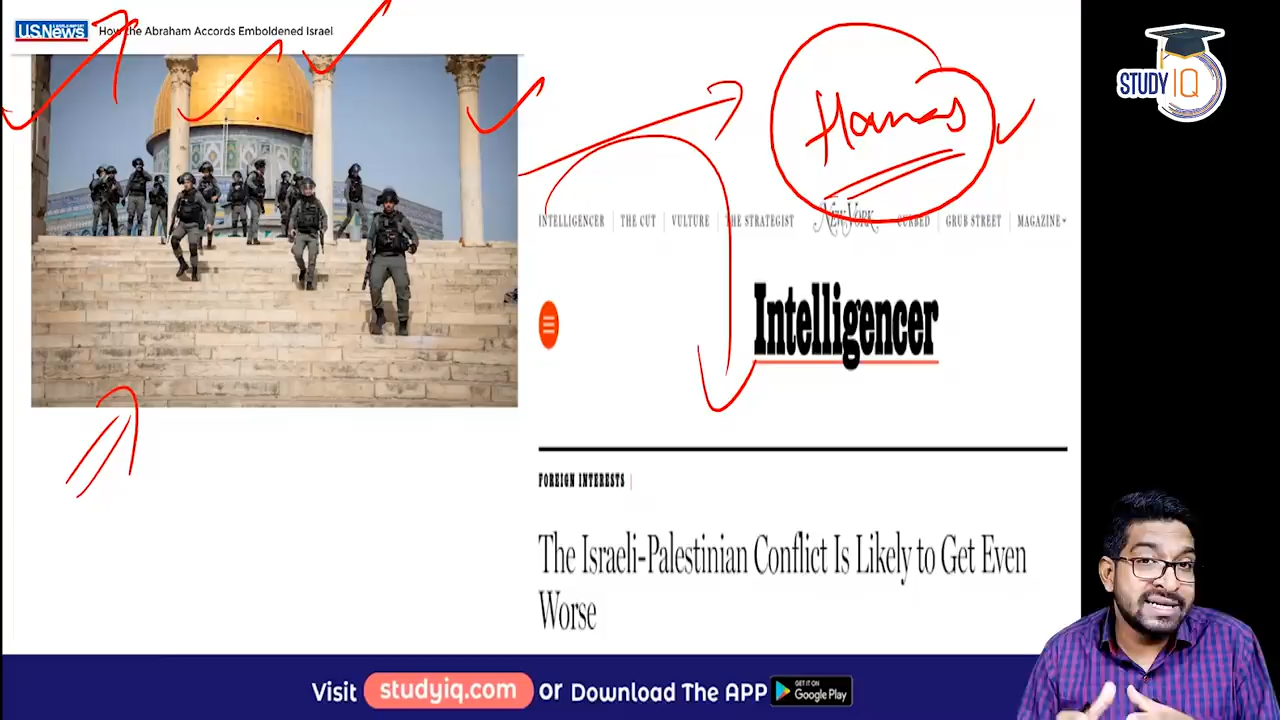 U.S.News
How the Abraham Accords Emboldened Israel
STUDY IQ
Hamas
INTELLIGENCER THE CUT VULTURE THE STRATEGIST NEW YORK CURBED GRUB STREET MAGAZINE
Intelligencer
FOREIGN INTERESTS
The Israeli-Palestinian Conflict Is Likely to Get Even
Worse
Visit studyiq.com or Download The APP GET IT ON Google Play